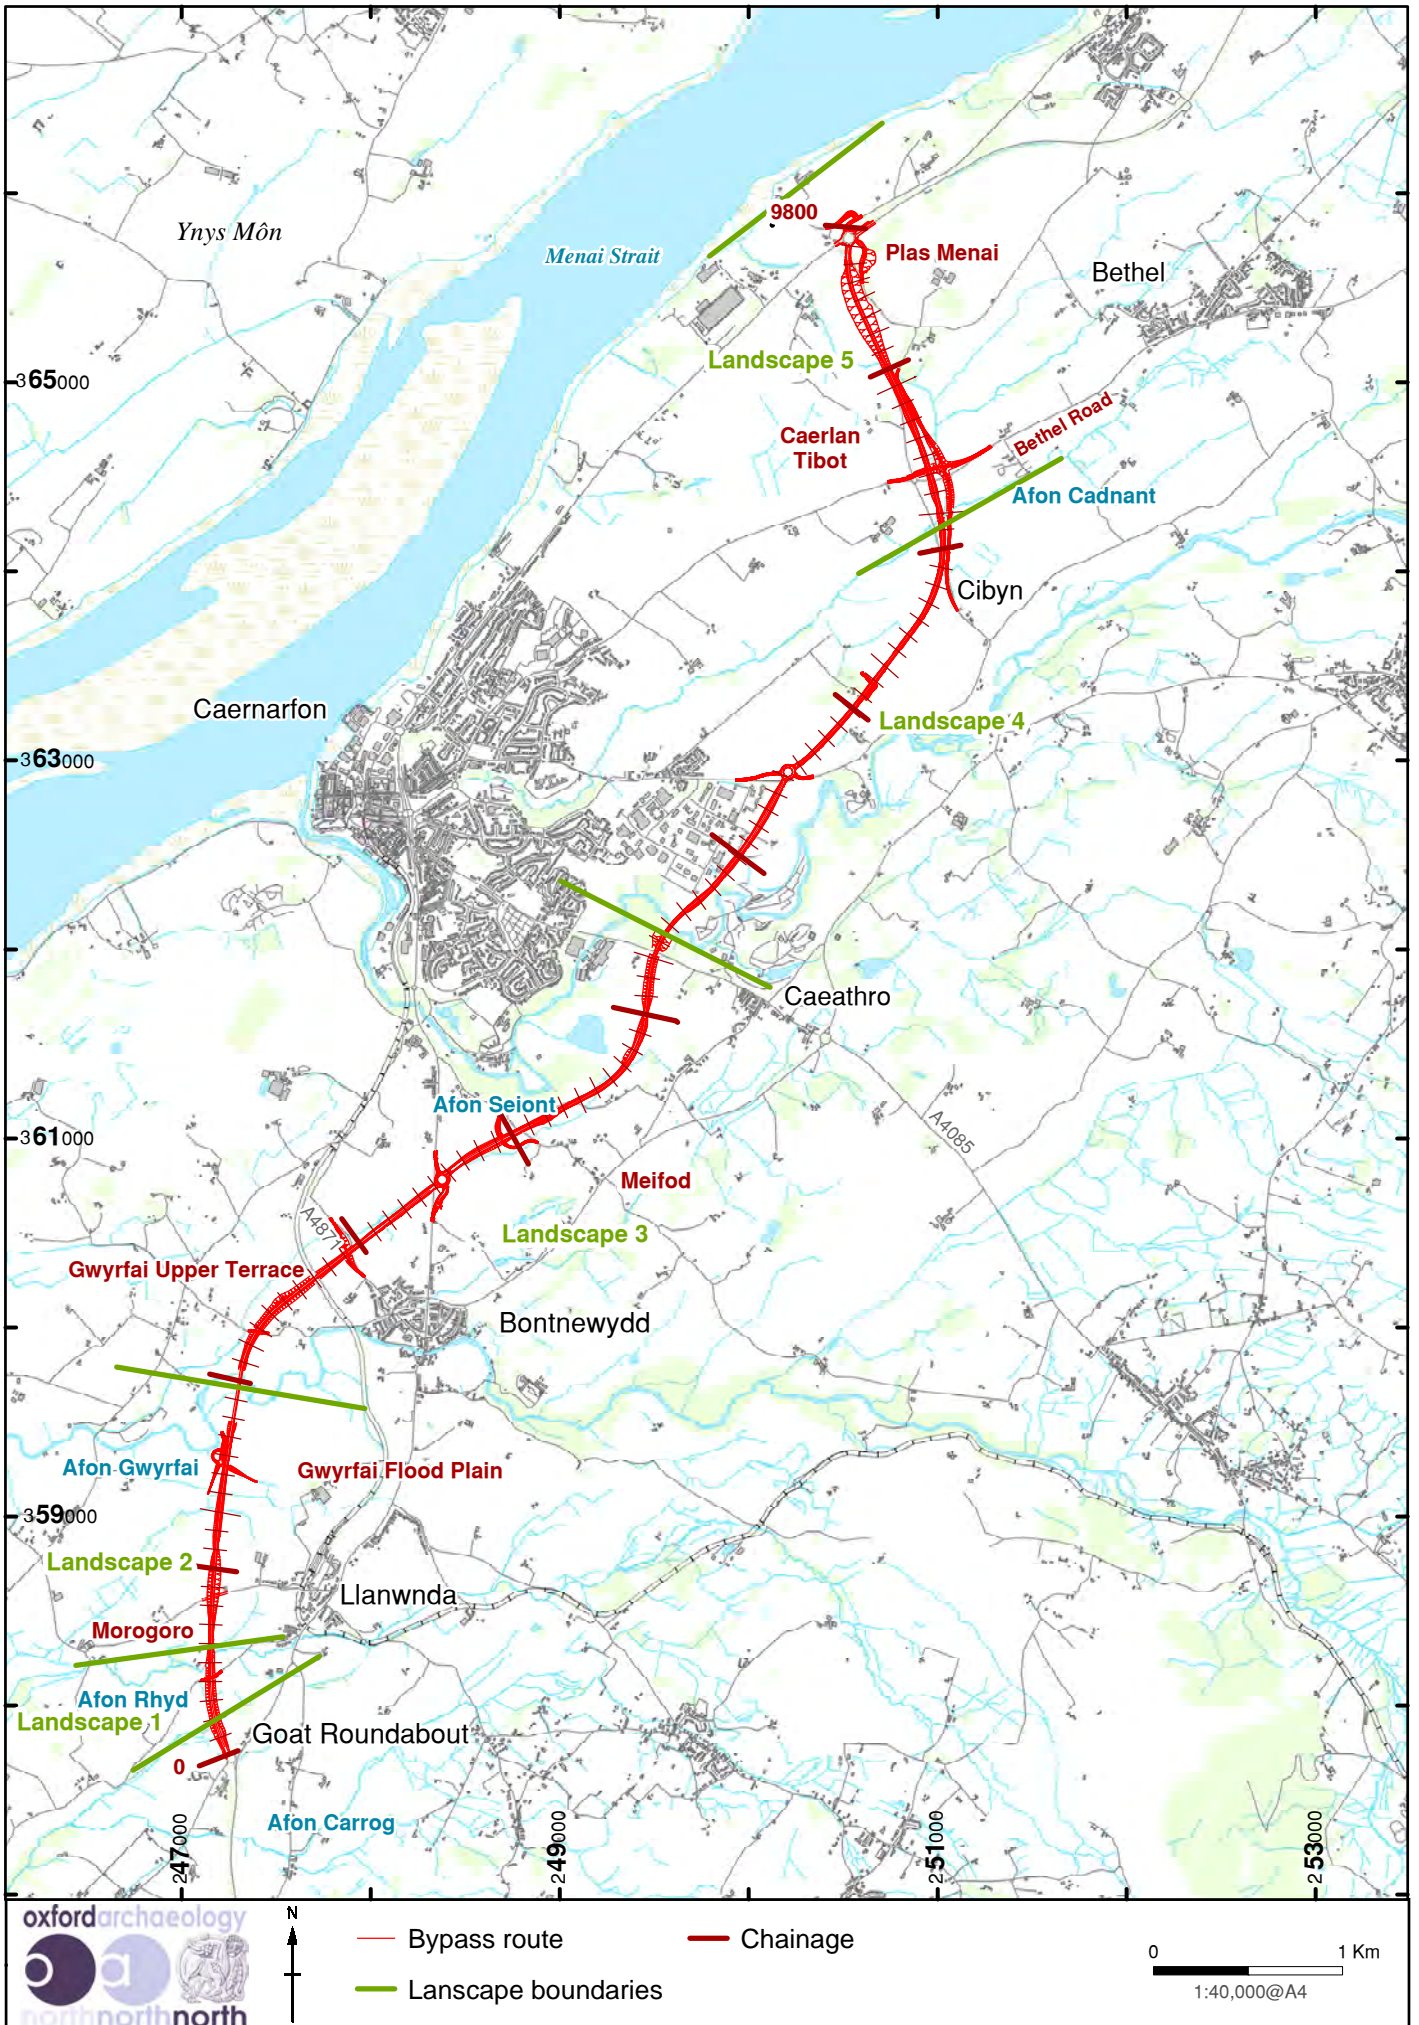 Ynys Môn
Menai Strait
9800
Plas Menai
Bethel
Landscape 5
365000
Caerlan
Tibot
Bethel Road
Afon Cadnant
Cibyn
Caernarfon
Landscape 4
363000
Caeathro
Afon Seiont
361000
A4085
Meifod
A4871
Landscape 3
Gwyrfai Upper Terrace
Bontnewydd
Afon Gwyrfai
Gwyrfai Flood Plain
359000
Landscape 2
Llanwnda
Morogoro
Afon Rhyd
Landscape 1
Goat Roundabout
0
Afon Carrog
247000
249000
251000
253000
oxfordarchaeology
oa
northnorthnorth
N
Bypass route
Chainage
Lanscape boundaries
0 1 Km
1:40,000@A4